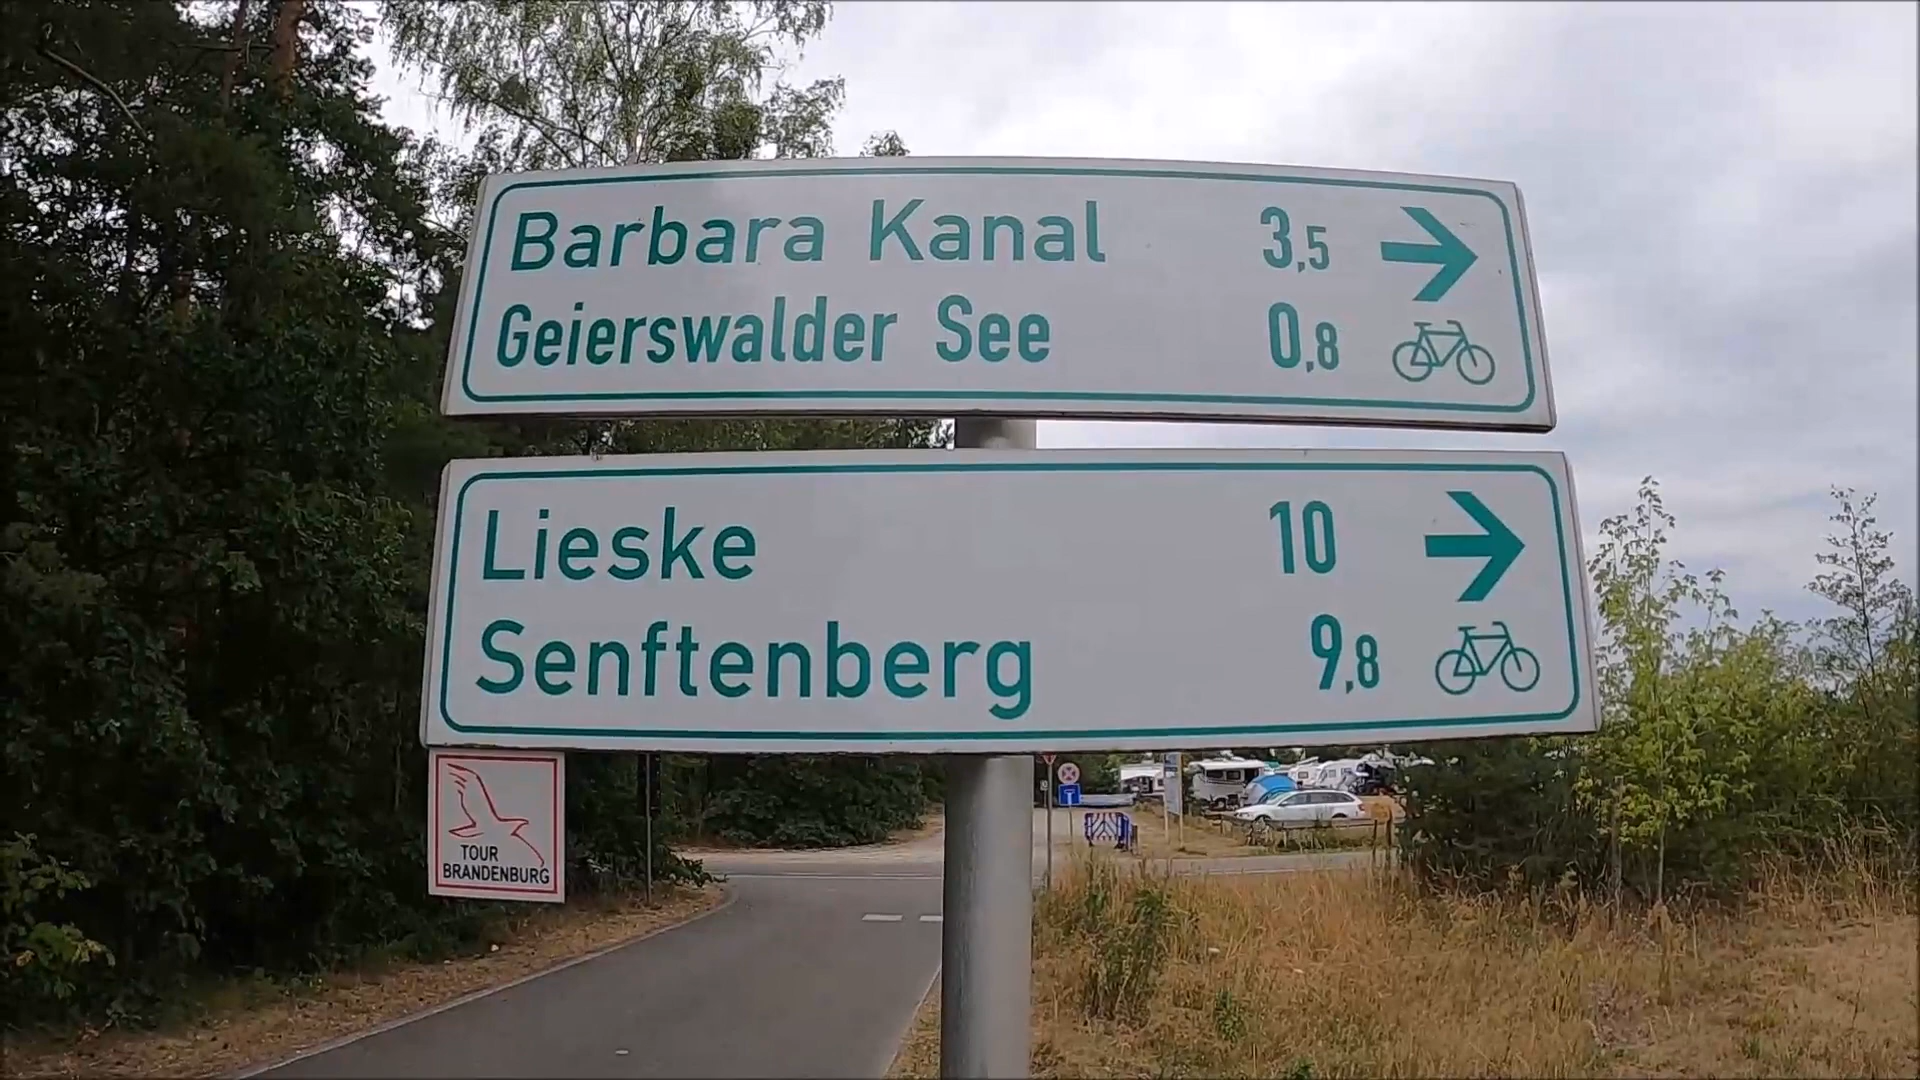 Barbara Kanal 3,5
Geierswalder See 0,8
Lieske 10
Senftenberg 9,8
TOUR
BRANDENBURG